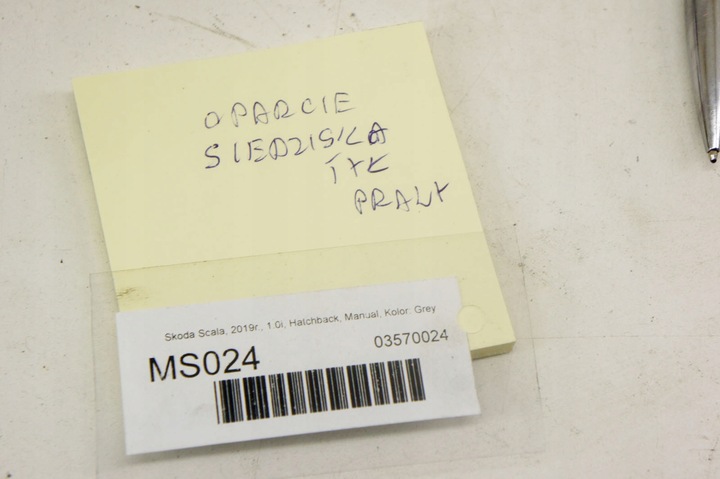 OPARCIE
SIEDZISKA
TYŁ
PRAWY
Skoda Scala, 2019r., 1.0i, Hatchback, Manual, Kolor: Grey
MS024
03570024